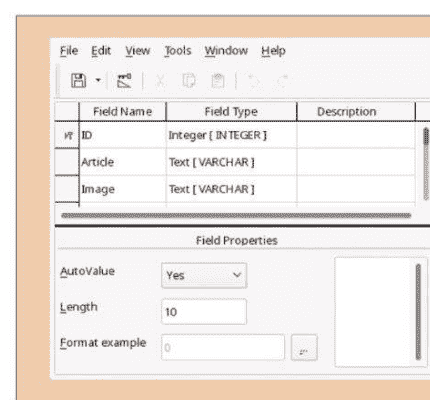 File Edit View Tools Window Help
Field Name Field Type Description
ID Integer [ INTEGER ]
Article Text [ VARCHAR ]
Image Text [ VARCHAR ]
Field Properties
AutoValue Yes
Length 10
Format example 0 ...